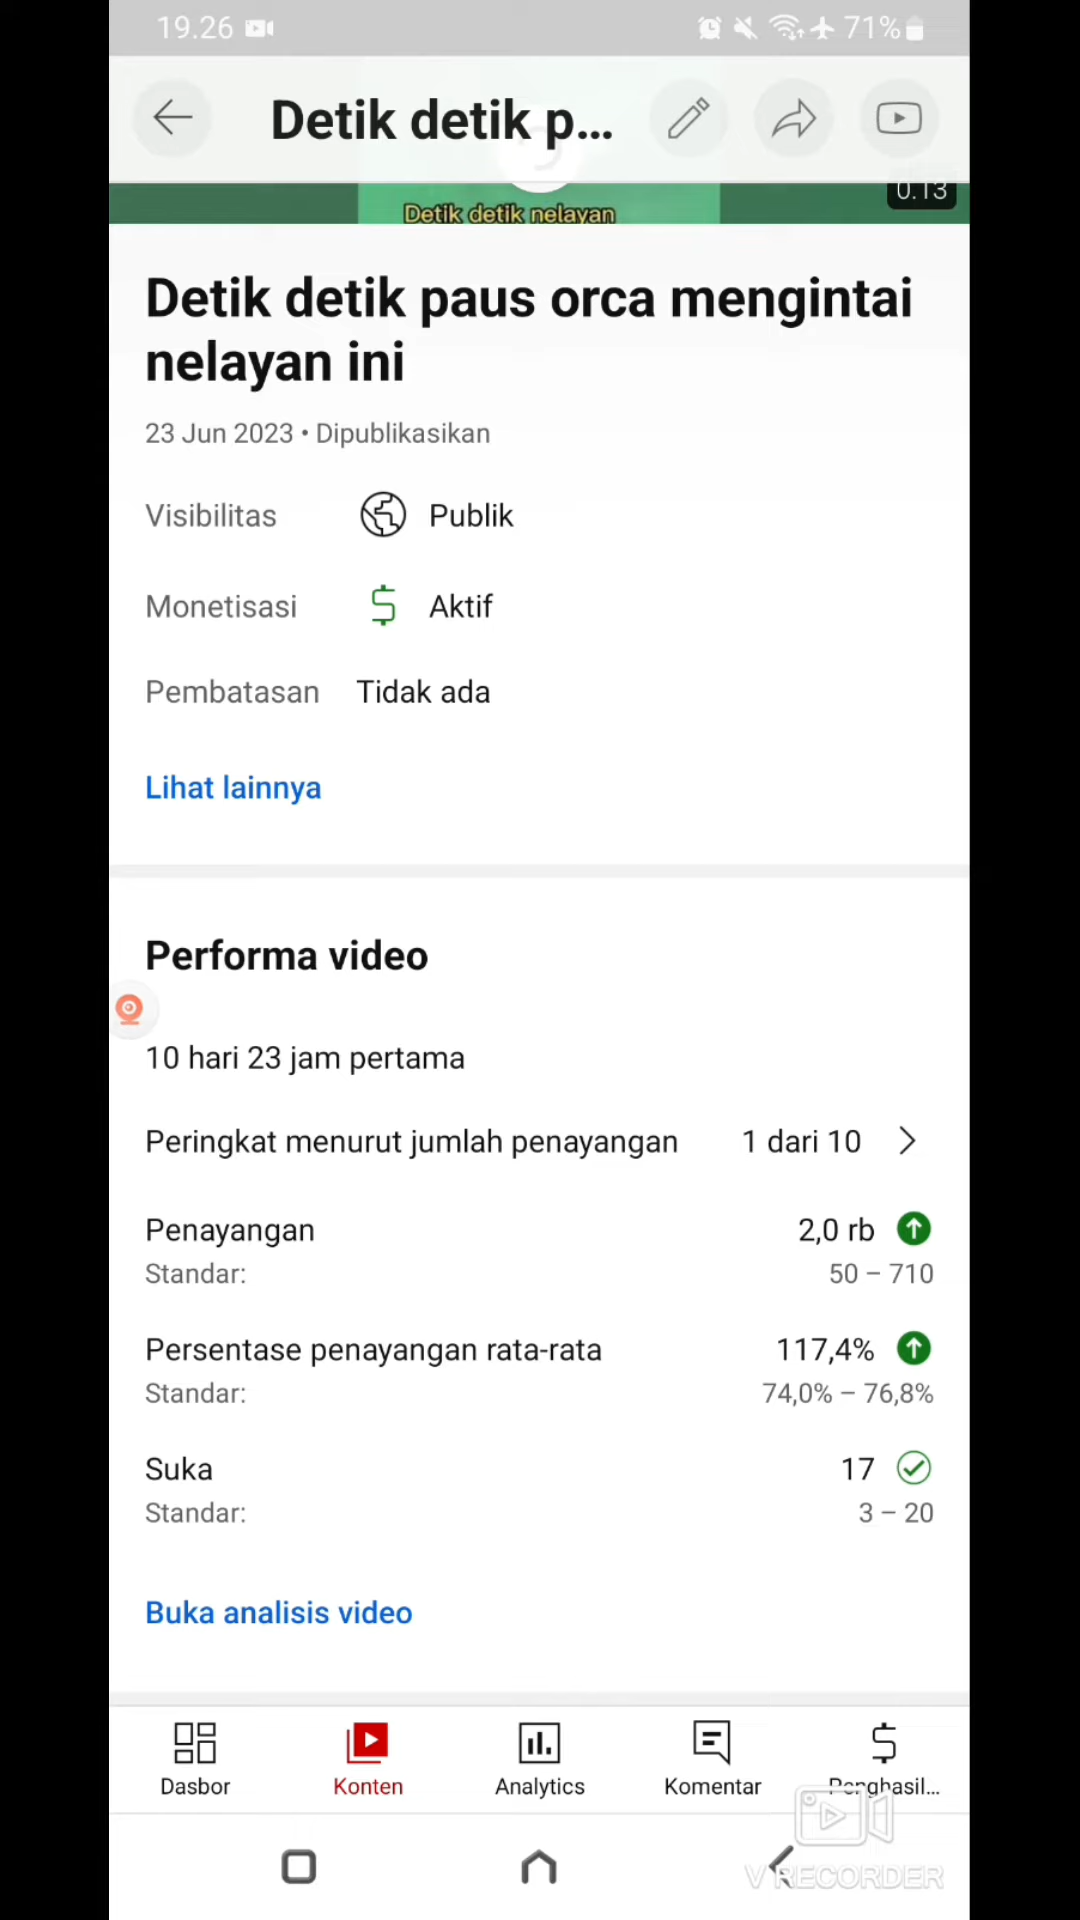 19.26
71%
Detik detik p...
0.13
Detik detik nelayan
Detik detik paus orca mengintai
nelayan ini
23 Jun 2023 • Dipublikasikan
Visibilitas Publik
Monetisasi Aktif
Pembatasan Tidak ada
Lihat lainnya
Performa video
10 hari 23 jam pertama
Peringkat menurut jumlah penayangan 1 dari 10
Penayangan 2,0 rb
Standar: 50 – 710
Persentase penayangan rata-rata 117,4%
Standar: 74,0% – 76,8%
Suka 17
Standar: 3 – 20
Buka analisis video
Dasbor Konten Analytics Komentar Penghasil...
V RECORDER